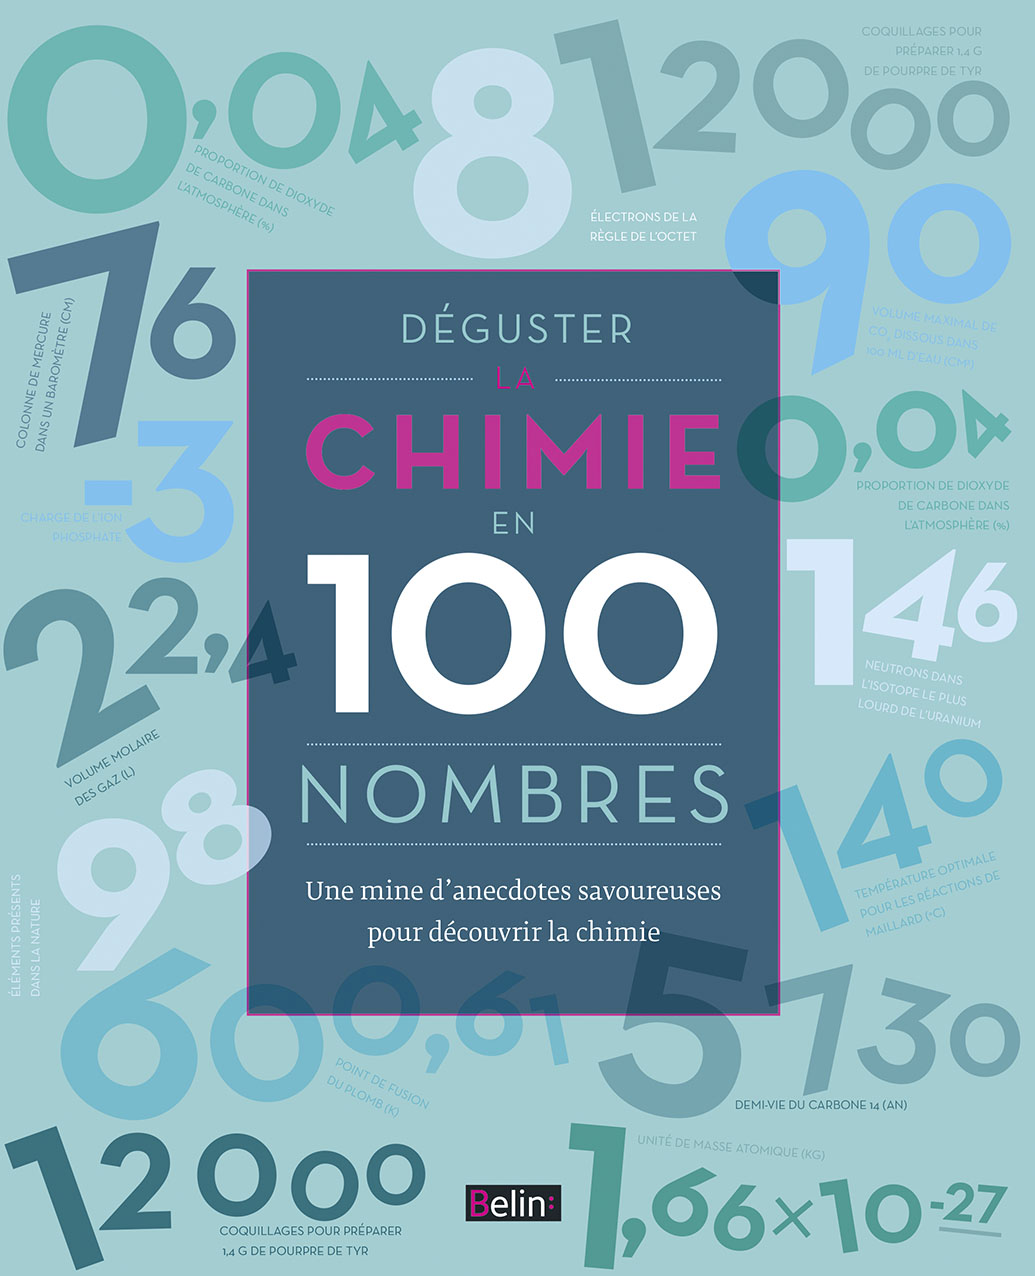 0,04
PROPORTION DE DIOXYDE
DE CARBONE DANS
L'ATMOSPHÈRE (%)
8
ÉLECTRONS DE LA
RÈGLE DE L'OCTET
12000
COQUILLAGES POUR
PRÉPARER 1,4 G
DE POURPRE DE TYR
76
COLONNE DE MERCURE
DANS UN BAROMÈTRE (CM)
90
VOLUME MAXIMAL DE
CO₂ DISSOUS DANS
100 ML D'EAU (CM³)
DÉGUSTER
LA
CHIMIE
EN
100
NOMBRES
Une mine d'anecdotes savoureuses
pour découvrir la chimie
-3
CHARGE DE L'ION
PHOSPHATE
0,04
PROPORTION DE DIOXYDE
DE CARBONE DANS
L'ATMOSPHÈRE (%)
22,4
VOLUME MOLAIRE
DES GAZ (L)
146
NEUTRONS DANS
L'ISOTOPE LE PLUS
LOURD DE L'URANIUM
98
ÉLÉMENTS PRÉSENTS
DANS LA NATURE
140
TEMPÉRATURE OPTIMALE
POUR LES RÉACTIONS DE
MAILLARD (°C)
600,61
POINT DE FUSION
DU PLOMB (K)
5730
DEMI-VIE DU CARBONE 14 (AN)
12000
COQUILLAGES POUR PRÉPARER
1,4 G DE POURPRE DE TYR
Belin:
UNITÉ DE MASSE ATOMIQUE (KG)
1,66×10-27